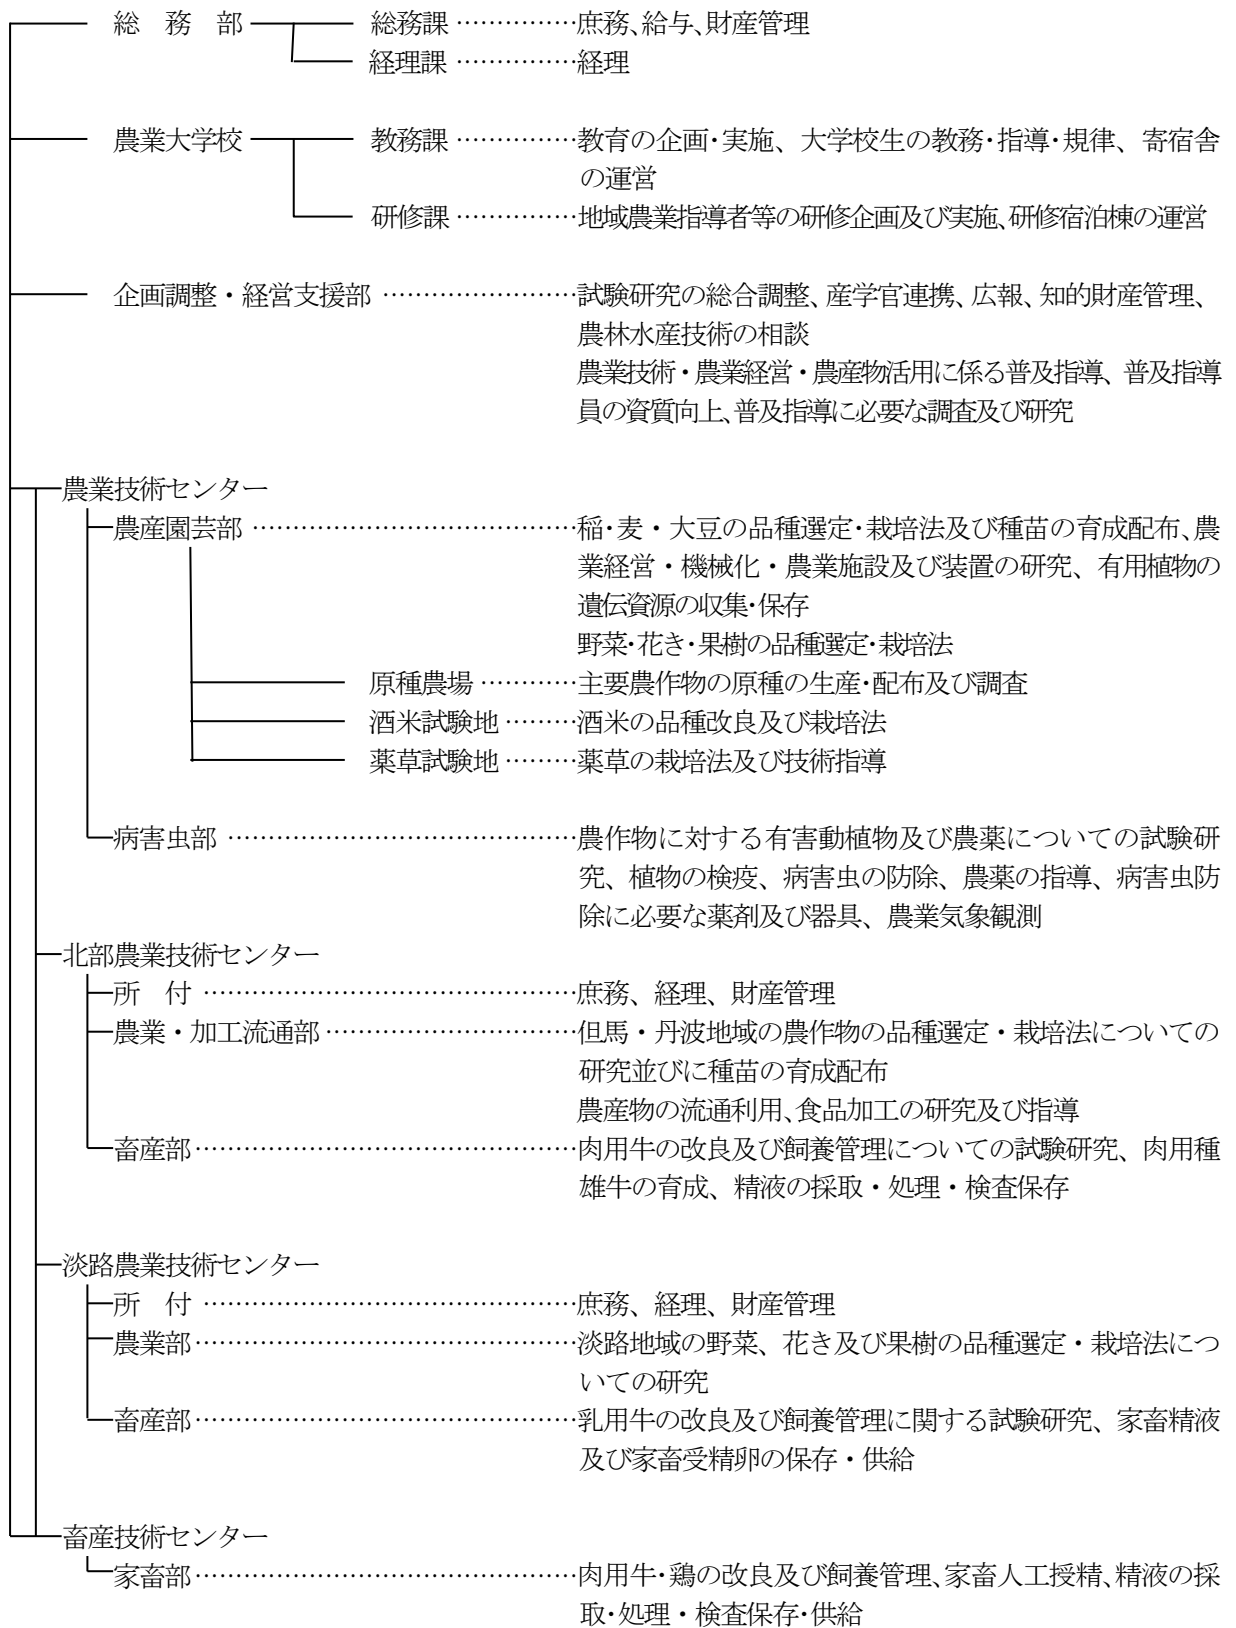 総　務　部 総務課 ……………庶務、給与、財産管理
経理課 ……………経理
農業大学校 教務課 ……………教育の企画・実施、大学校生の教務・指導・規律、寄宿舎
の運営
研修課 ……………地域農業指導者等の研修企画及び実施、研修宿泊棟の運営
企画調整・経営支援部 ……………………試験研究の総合調整、産学官連携、広報、知的財産管理、
農林水産技術の相談
農業技術・農業経営・農産物活用に係る普及指導、普及指導
員の資質向上、普及指導に必要な調査及び研究
農業技術センター
農産園芸部 …………………………………稲・麦・大豆の品種選定・栽培法及び種苗の育成配布、農
業経営・機械化・農業施設及び装置の研究、有用植物の
遺伝資源の収集・保存
野菜・花き・果樹の品種選定・栽培法
原種農場 …………主要農作物の原種の生産・配布及び調査
酒米試験地 ………酒米の品種改良及び栽培法
薬草試験地 ………薬草の栽培法及び技術指導
病害虫部 ……………………………………農作物に対する有害動植物及び農薬についての試験研
究、植物の検疫、病害虫の防除、農薬の指導、病害虫防
除に必要な薬剤及び器具、農業気象観測
北部農業技術センター
所　付 ………………………………………庶務、経理、財産管理
農業・加工流通部 …………………………但馬・丹波地域の農作物の品種選定・栽培法についての
研究並びに種苗の育成配布
農産物の流通利用、食品加工の研究及び指導
畜産部 ………………………………………肉用牛の改良及び飼養管理についての試験研究、肉用種
雄牛の育成、精液の採取・処理・検査保存
淡路農業技術センター
所　付 ………………………………………庶務、経理、財産管理
農業部 ………………………………………淡路地域の野菜、花き及び果樹の品種選定・栽培法につ
いての研究
畜産部 ………………………………………乳用牛の改良及び飼養管理に関する試験研究、家畜精液
及び家畜受精卵の保存・供給
畜産技術センター
家畜部 ………………………………………肉用牛・鶏の改良及び飼養管理、家畜人工授精、精液の採
取・処理・検査保存・供給